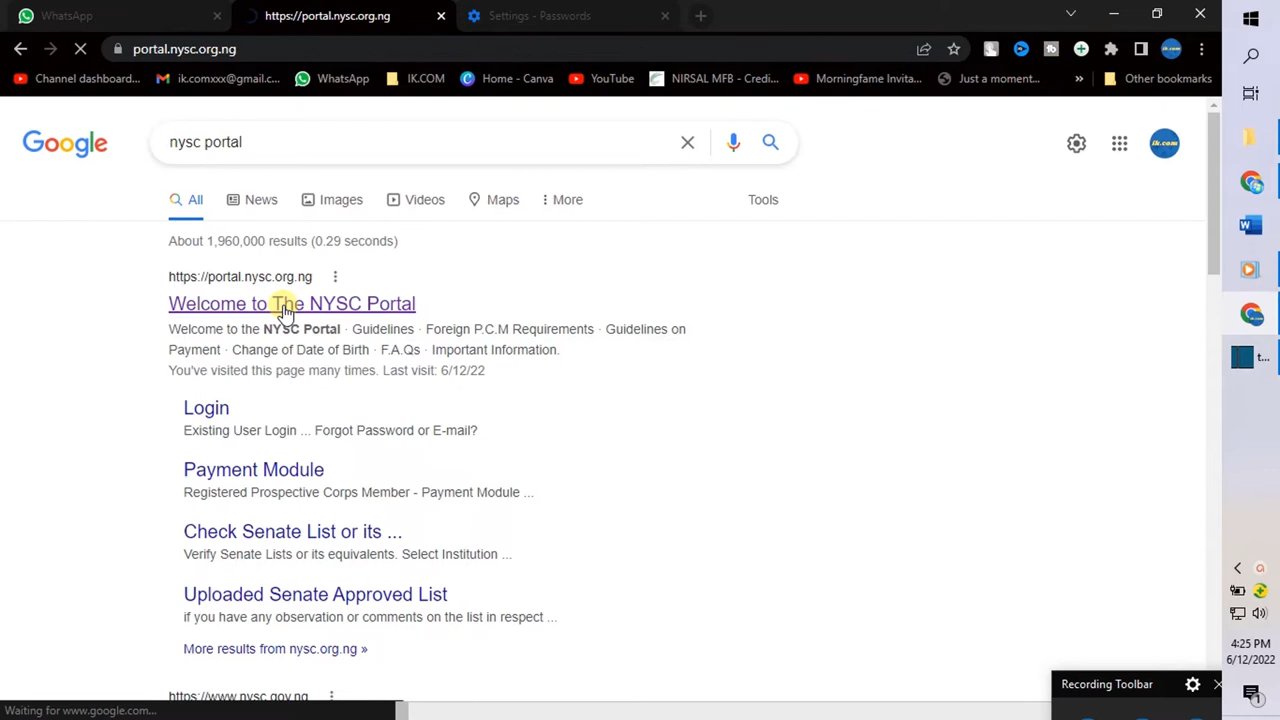 WhatsApp
https://portal.nysc.org.ng
Settings - Passwords
portal.nysc.org.ng
Channel dashboard...
ik.comxxx@gmail.c...
WhatsApp
IK.COM
Home - Canva
YouTube
NIRSAL MFB - Credi...
Morningfame Invita...
Just a moment...
»
Other bookmarks
Google
nysc portal
ik.com
All
News
Images
Videos
Maps
More
Tools
About 1,960,000 results (0.29 seconds)
https://portal.nysc.org.ng
Welcome to The NYSC Portal
Welcome to the NYSC Portal · Guidelines · Foreign P.C.M Requirements · Guidelines on
Payment · Change of Date of Birth · F.A.Qs · Important Information.
You've visited this page many times. Last visit: 6/12/22
Login
Existing User Login ... Forgot Password or E-mail?
Payment Module
Registered Prospective Corps Member - Payment Module ...
Check Senate List or its ...
Verify Senate Lists or its equivalents. Select Institution ...
Uploaded Senate Approved List
if you have any observation or comments on the list in respect ...
More results from nysc.org.ng »
https://www.nysc.gov.ng
Waiting for www.google.com...
Recording Toolbar
t...
4:25 PM
6/12/2022
1